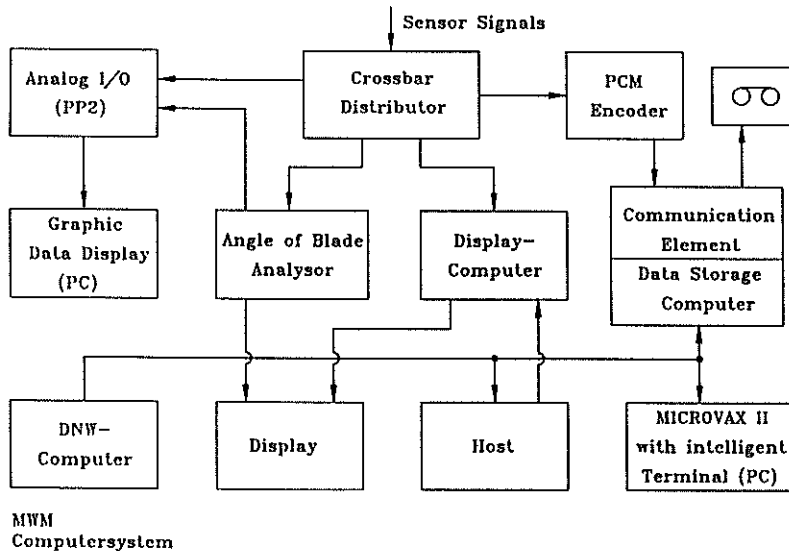 Sensor Signals
Analog I/O
(PP2)
Crossbar
Distributor
PCM
Encoder
Graphic
Data Display
(PC)
Angle of Blade
Analysor
Display-
Computer
Communication
Element
Data Storage
Computer
DNW-
Computer
Display
Host
MICROVAX II
with intelligent
Terminal (PC)
MWM
Computersystem